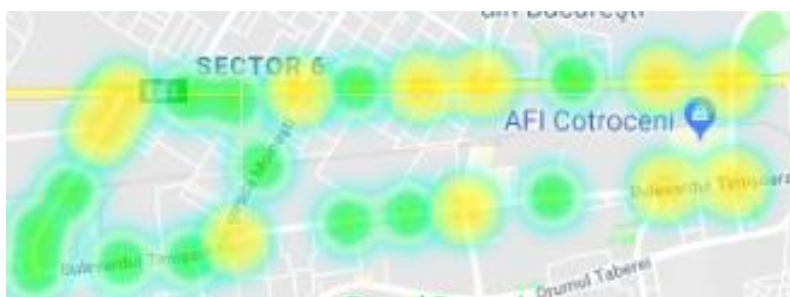 din București
SECTOR 6
AFI Cotroceni
Bulevardul Timișoara
Bulevardul Timișoara
Drumul Taberei